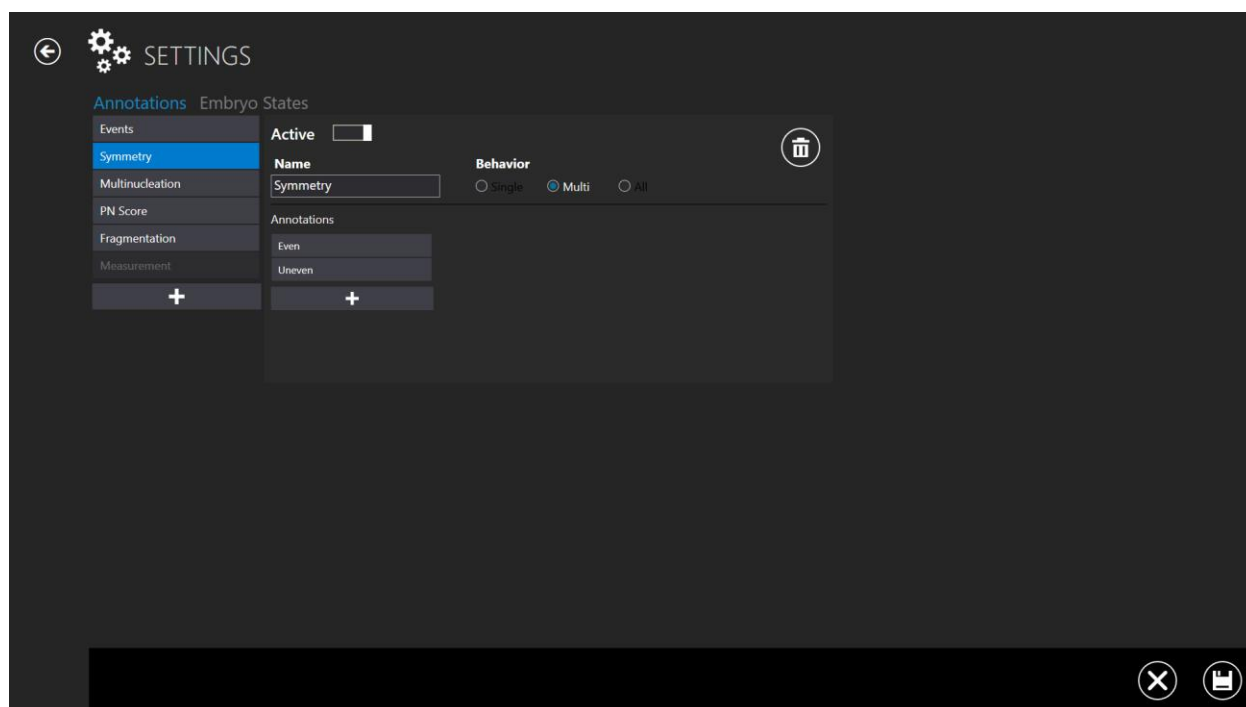 SETTINGS
Annotations Embryo States
Events
Symmetry
Multinucleation
PN Score
Fragmentation
Measurement
Active
Name
Behavior
Symmetry
Single
Multi
All
Annotations
Even
Uneven